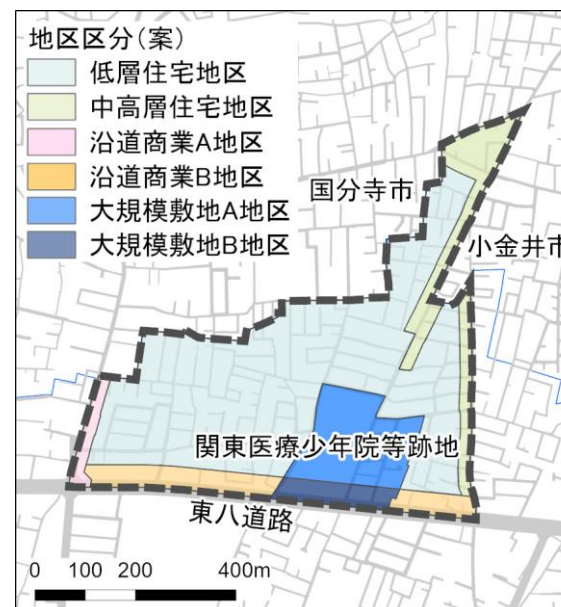 地区区分(案)
低層住宅地区
中高層住宅地区
沿道商業A地区
沿道商業B地区
大規模敷地A地区
大規模敷地B地区
国分寺市
小金井市
関東医療少年院等跡地
東八道路
0 100 200 400m